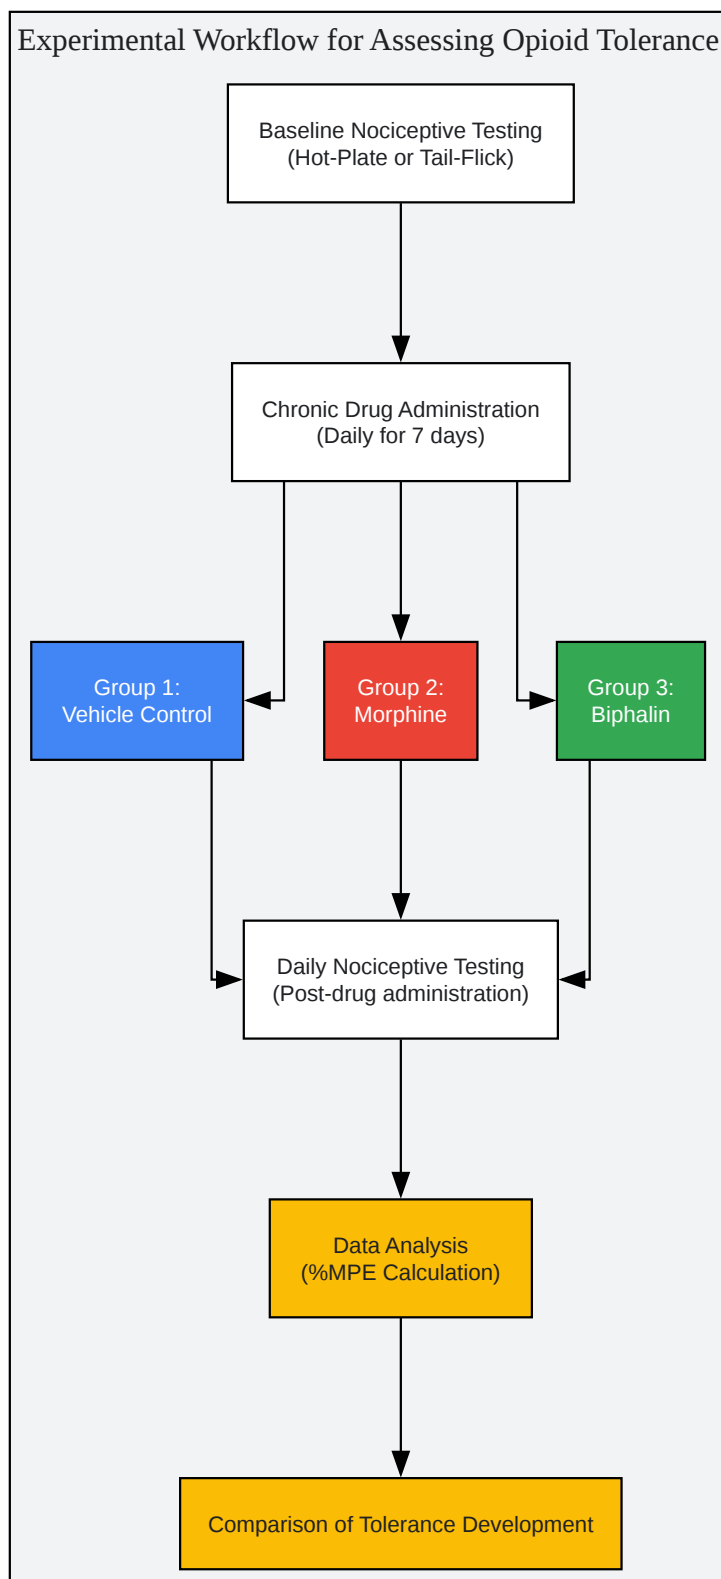 Experimental Workflow for Assessing Opioid Tolerance
Baseline Nociceptive Testing
(Hot-Plate or Tail-Flick)
Chronic Drug Administration
(Daily for 7 days)
Group 1:
Vehicle Control
Group 2:
Morphine
Group 3:
Biphalin
Daily Nociceptive Testing
(Post-drug administration)
Data Analysis
(%MPE Calculation)
Comparison of Tolerance Development